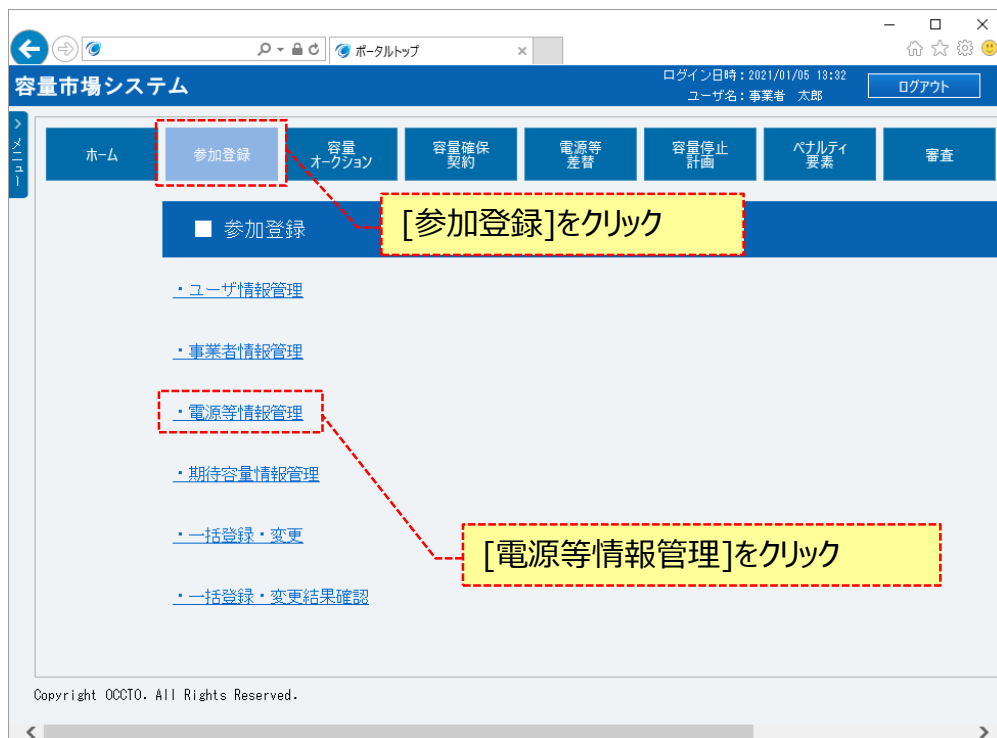 ポータルトップ
容量市場システム
ログイン日時：2021/01/05 13:32
ユーザ名：事業者 太郎
ログアウト
メニュー
ホーム
参加登録
容量
オークション
容量確保
契約
電源等
差替
容量停止
計画
ペナルティ
要素
審査
■ 参加登録
[参加登録]をクリック
・ユーザ情報管理
・事業者情報管理
・電源等情報管理
・期待容量情報管理
・一括登録・変更
[電源等情報管理]をクリック
・一括登録・変更結果確認
Copyright OCCTO. All Rights Reserved.